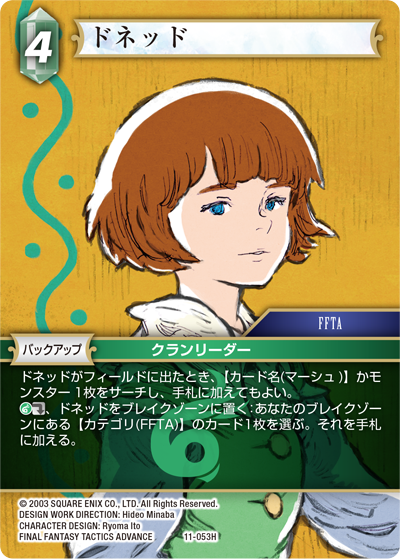 4
ドネッド
FFTA
バックアップ
クランリーダー
ドネッドがフィールドに出たとき、【カード名(マーシュ)】かモ
ンスター1枚をサーチし、手札に加えてもよい。
、ドネッドをブレイクゾーンに置く：あなたのブレイクゾ
ーンにある【カテゴリ(FFTA)】のカード1枚を選ぶ。それを手札
に加える。
© 2003 SQUARE ENIX CO., LTD. All Rights Reserved.
DESIGN WORK DIRECTION: Hideo Minaba
CHARACTER DESIGN: Ryoma Ito
FINAL FANTASY TACTICS ADVANCE
11-053H